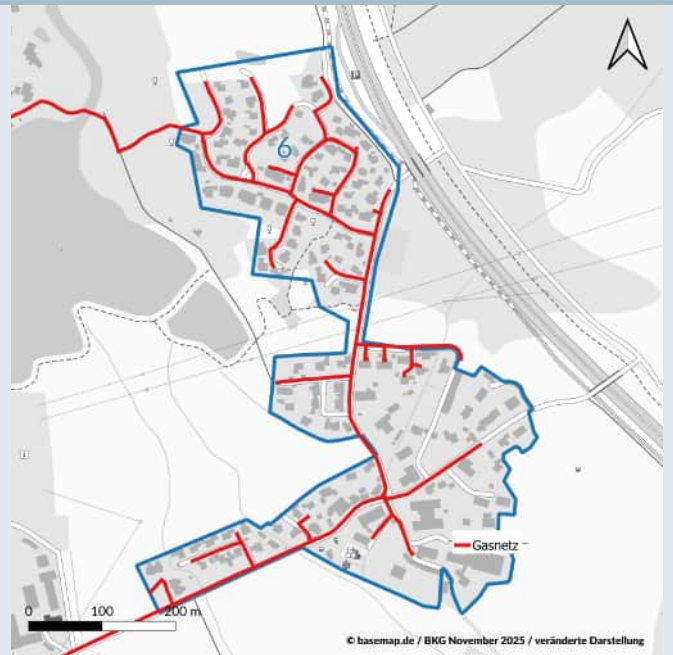 P
6
Gasnetz
0 100 200 m
© basemap.de / BKG November 2025 / veränderte Darstellung